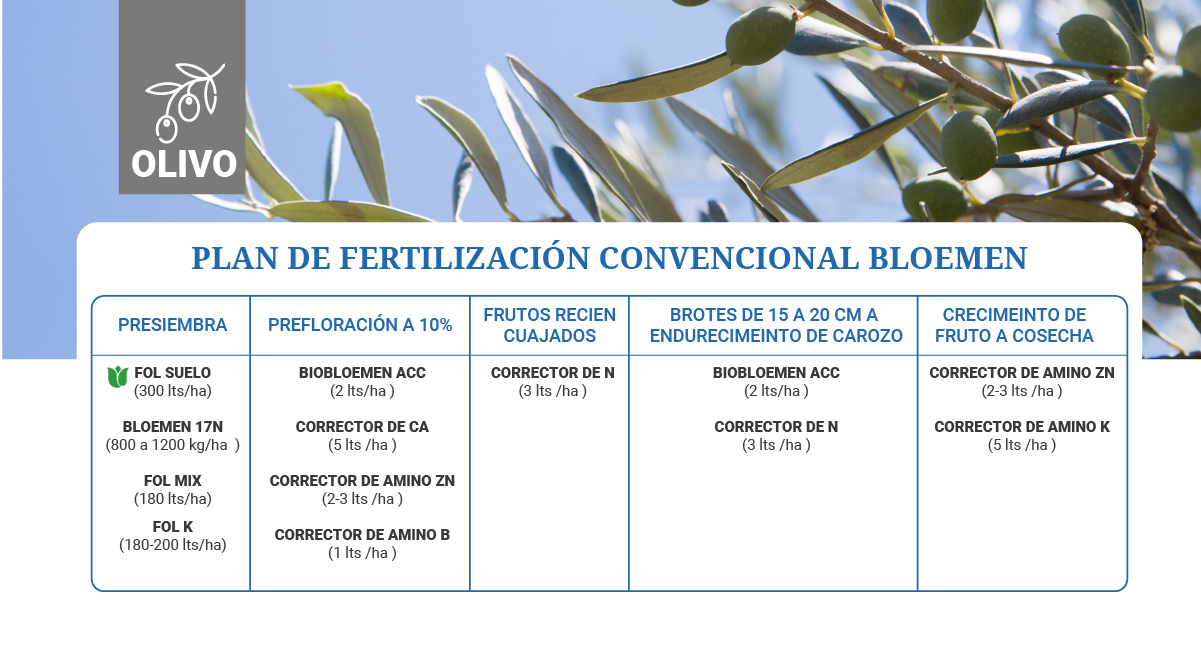 OLIVO
PLAN DE FERTILIZACIÓN CONVENCIONAL BLOEMEN
PRESIEMBRA
FOL SUELO
(300 lts/ha)
BLOEMEN 17N
(800 a 1200 kg/ha )
FOL MIX
(180 lts/ha)
FOL K
(180-200 lts/ha)
PREFLORACIÓN A 10%
BIOBLOEMEN ACC
(2 lts/ha )
CORRECTOR DE CA
(5 lts /ha )
CORRECTOR DE AMINO ZN
(2-3 lts /ha )
CORRECTOR DE AMINO B
(1 lts /ha )
FRUTOS RECIEN
CUAJADOS
CORRECTOR DE N
(3 lts /ha )
BROTES DE 15 A 20 CM A
ENDURECIMEINTO DE CAROZO
BIOBLOEMEN ACC
(2 lts/ha )
CORRECTOR DE N
(3 lts /ha )
CRECIMEINTO DE
FRUTO A COSECHA
CORRECTOR DE AMINO ZN
(2-3 lts /ha )
CORRECTOR DE AMINO K
(5 lts /ha )